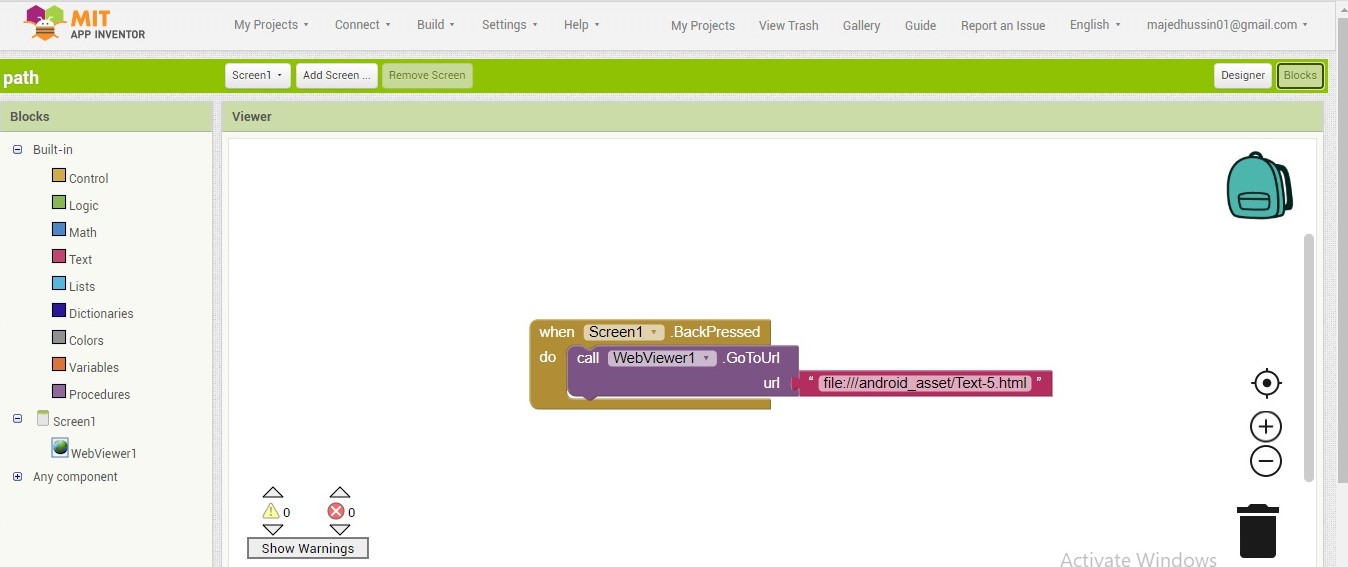 MIT
APP INVENTOR
My Projects Connect Build Settings Help My Projects View Trash Gallery Guide Report an Issue English majedhussin01@gmail.com
path Screen1 Add Screen ... Remove Screen Designer Blocks
Blocks
Built-in
Control
Logic
Math
Text
Lists
Dictionaries
Colors
Variables
Procedures
Screen1
WebViewer1
Any component
Viewer
when Screen1 .BackPressed
do call WebViewer1 .GoToUrl
url “ file:///android_asset/Text-5.html ”
0 0
Show Warnings
Activate Windows